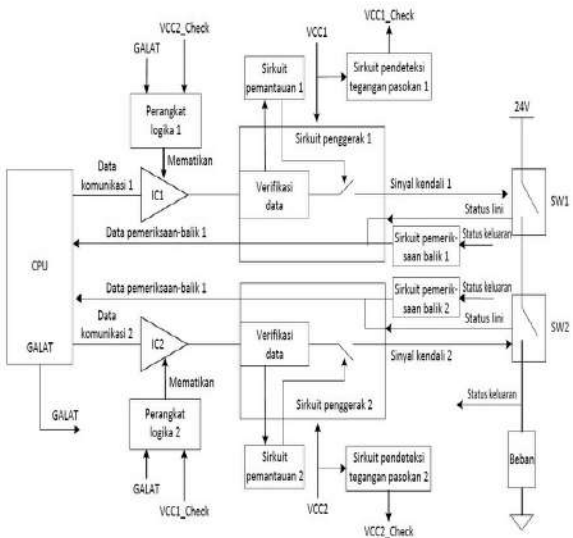 VCC1_Check
VCC2_Check
VCC1
GALAT
Sirkuit
pemantauan 1
Sirkuit pendeteksi
tegangan pasokan 1
24V
Perangkat
logika 1
Sirkuit penggerak 1
Data
komunikasi 1
Mematikan
IC1
Verifikasi
data
Sinyal kendali 1
SW1
Status lini
Data pemeriksaan-balik 1
Sirkuit pemerik-
saan balik 1
Status keluaran
CPU
Data pemeriksaan-balik 1
Sirkuit pemerik-
saan balik 2
Status keluaran
Status lini
Data
komunikasi 2
GALAT
IC2
Verifikasi
data
Sinyal kendali 2
SW2
Mematikan
Status keluaran
Perangkat
logika 2
Sirkuit penggerak 2
GALAT
Sirkuit
pemantauan 2
Sirkuit pendeteksi
tegangan pasokan 2
Beban
GALAT
VCC1_Check
VCC2
VCC2_Check